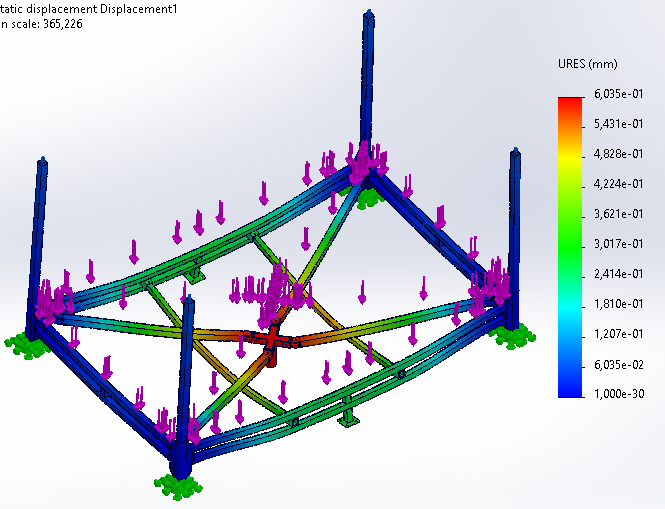 tatic displacement Displacement1
n scale: 365,226
URES (mm)
6,035e-01
5,431e-01
4,828e-01
4,224e-01
3,621e-01
3,017e-01
2,414e-01
1,810e-01
1,207e-01
6,035e-02
1,000e-30